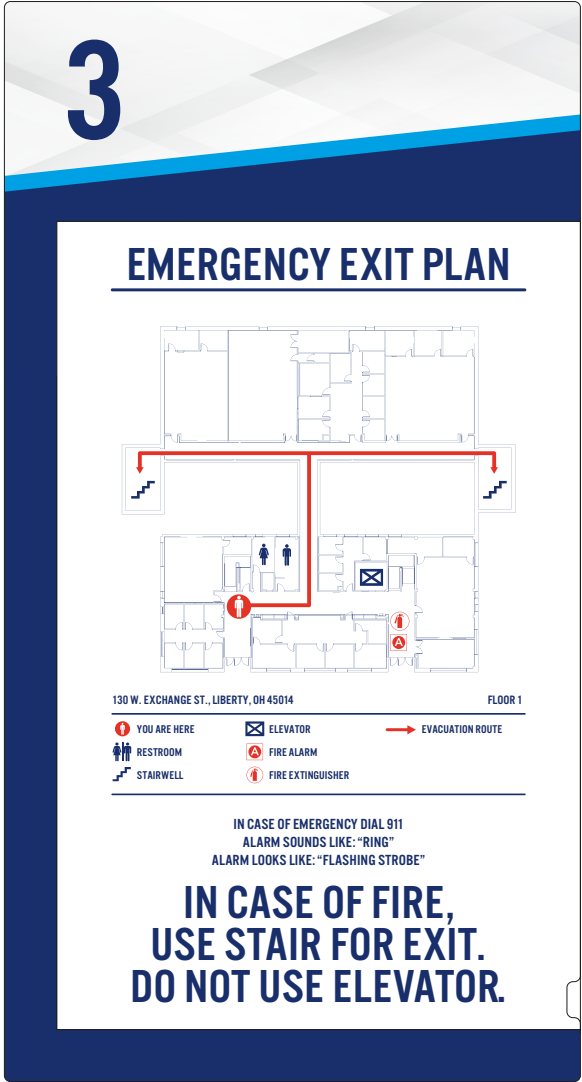 3
EMERGENCY EXIT PLAN
A
130 W. EXCHANGE ST., LIBERTY, OH 45014
FLOOR 1
YOU ARE HERE
ELEVATOR
EVACUATION ROUTE
RESTROOM
A
FIRE ALARM
STAIRWELL
FIRE EXTINGUISHER
IN CASE OF EMERGENCY DIAL 911
ALARM SOUNDS LIKE: “RING”
ALARM LOOKS LIKE: “FLASHING STROBE”
IN CASE OF FIRE,
USE STAIR FOR EXIT.
DO NOT USE ELEVATOR.